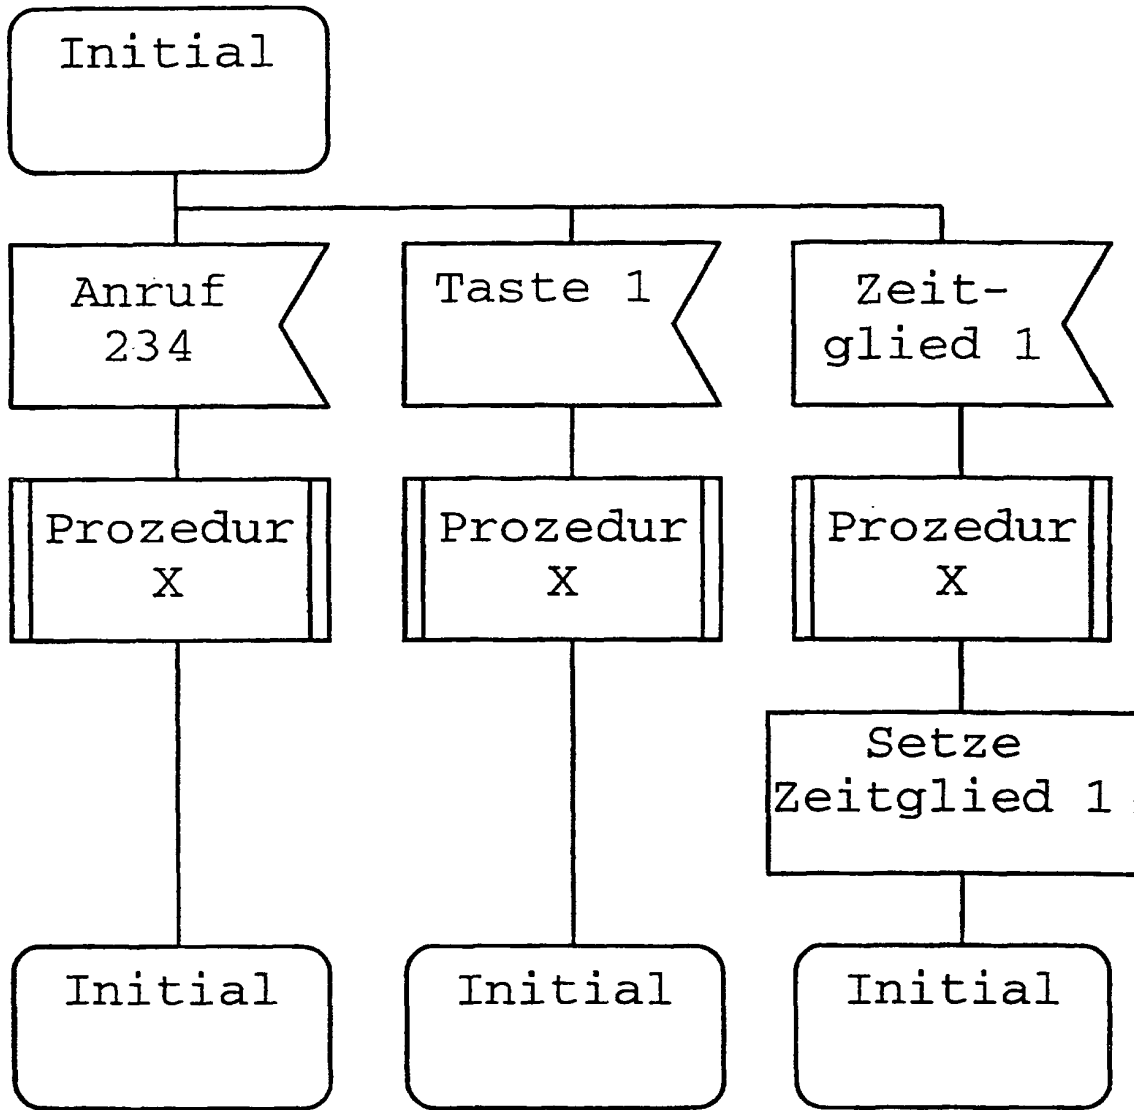 Initial
Anruf
234
Taste 1
Zeit-
glied 1
Prozedur
X
Prozedur
X
Prozedur
X
Setze
Zeitglied 1
Initial
Initial
Initial